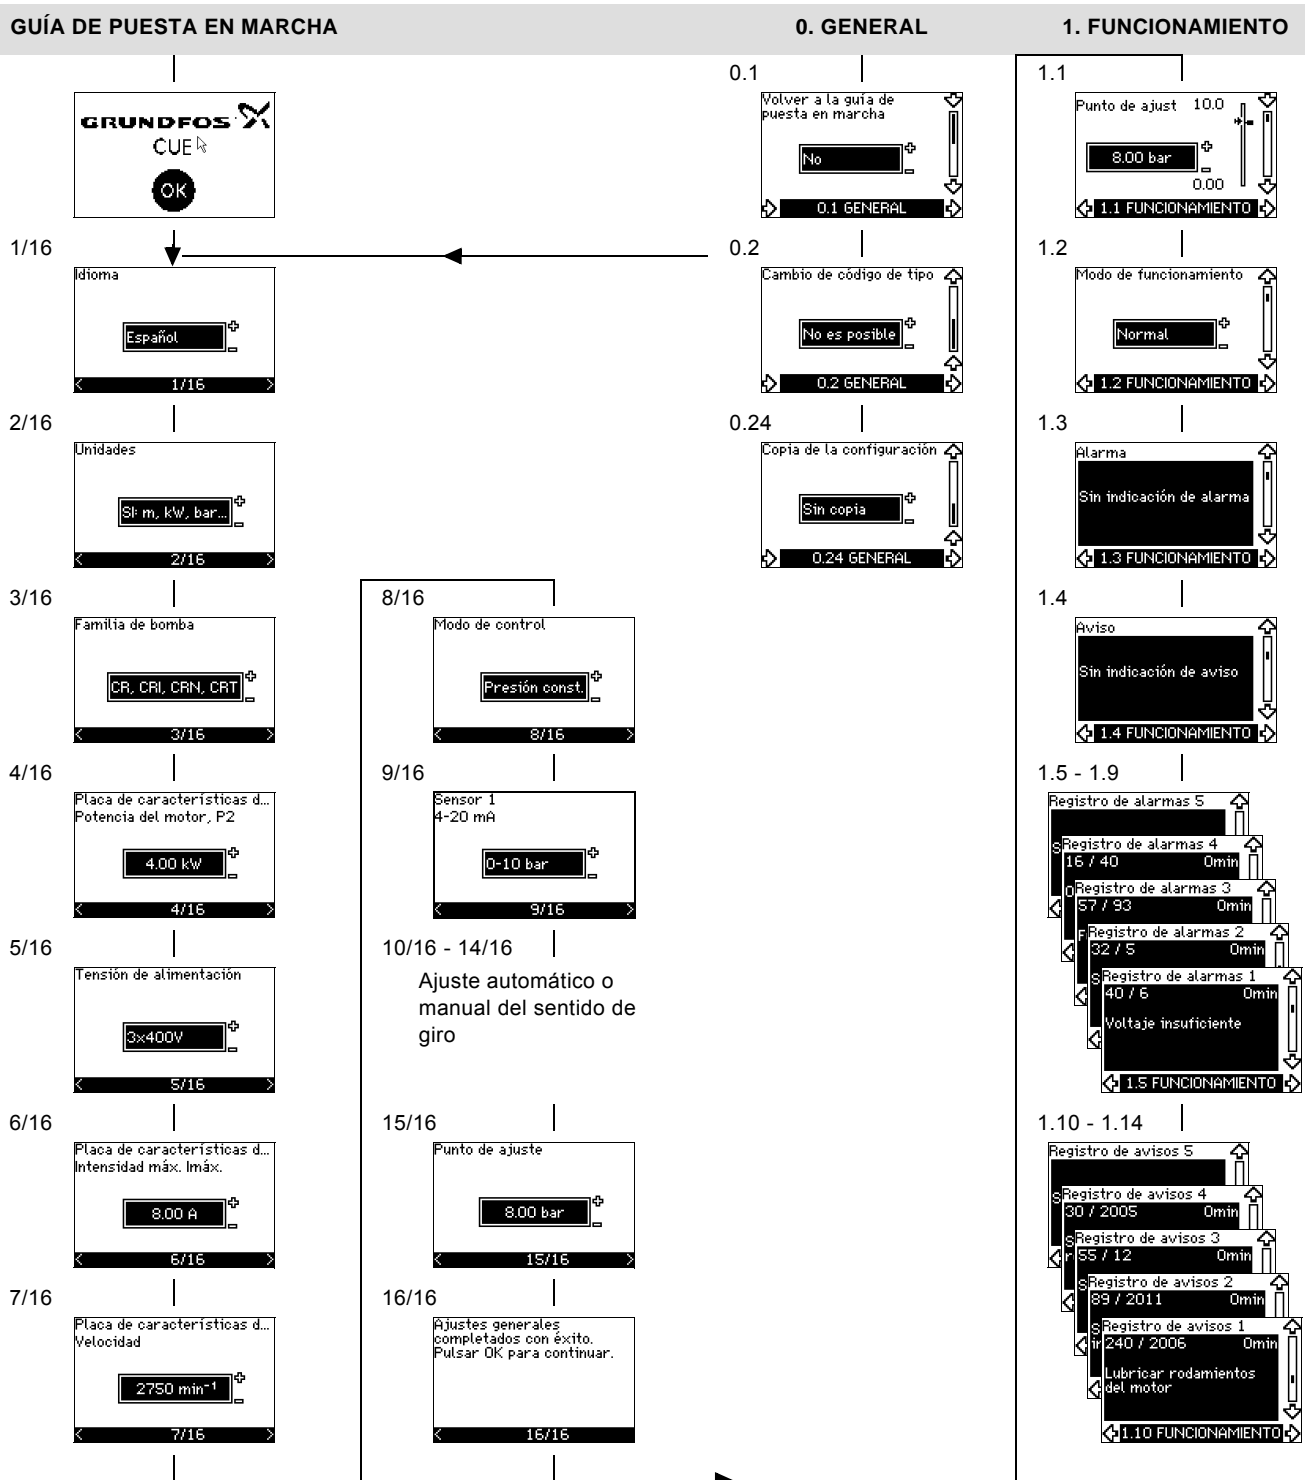 GUÍA DE PUESTA EN MARCHA
0. GENERAL
1. FUNCIONAMIENTO
GRUNDFOS
CUE
OK
1/16
Idioma
Español
+
-
< 1/16 >
2/16
Unidades
SI: m, kW, bar...
+
-
< 2/16 >
3/16
Familia de bomba
CR, CRI, CRN, CRT
+
-
< 3/16 >
4/16
Placa de características d...
Potencia del motor, P2
4.00 kW
+
-
< 4/16 >
5/16
Tensión de alimentación
3x400V
+
-
< 5/16 >
6/16
Placa de características d...
Intensidad máx. Imáx.
8.00 A
+
-
< 6/16 >
7/16
Placa de características d...
Velocidad
2750 min⁻¹
+
-
< 7/16 >
8/16
Modo de control
Presión const.
+
-
< 8/16 >
9/16
Sensor 1
4-20 mA
0-10 bar
+
-
< 9/16 >
10/16 - 14/16
Ajuste automático o
manual del sentido de
giro
15/16
Punto de ajuste
8.00 bar
+
-
< 15/16 >
16/16
Ajustes generales
completados con éxito.
Pulsar OK para continuar.
< 16/16
0.1
Volver a la guía de
puesta en marcha
No
+
-
0.1 GENERAL
0.2
Cambio de código de tipo
No es posible
+
-
0.2 GENERAL
0.24
Copia de la configuración
Sin copia
+
-
0.24 GENERAL
1.1
Punto de ajust 10.0
8.00 bar
+
-
0.00
1.1 FUNCIONAMIENTO
1.2
Modo de funcionamiento
Normal
+
-
1.2 FUNCIONAMIENTO
1.3
Alarma
Sin indicación de alarma
1.3 FUNCIONAMIENTO
1.4
Aviso
Sin indicación de aviso
1.4 FUNCIONAMIENTO
1.5 - 1.9
Registro de alarmas 5
S
Registro de alarmas 4
16 / 40 0min
Registro de alarmas 3
57 / 93 0min
F
Registro de alarmas 2
32 / 5 0min
S
Registro de alarmas 1
40 / 6 0min
Voltaje insuficiente
1.5 FUNCIONAMIENTO
1.10 - 1.14
Registro de avisos 5
S
Registro de avisos 4
30 / 2005 0min
S
r
Registro de avisos 3
55 / 12 0min
S
Registro de avisos 2
89 / 2011 0min
S
in
Registro de avisos 1
240 / 2006 0min
Lubricar rodamientos
del motor
1.10 FUNCIONAMIENTO